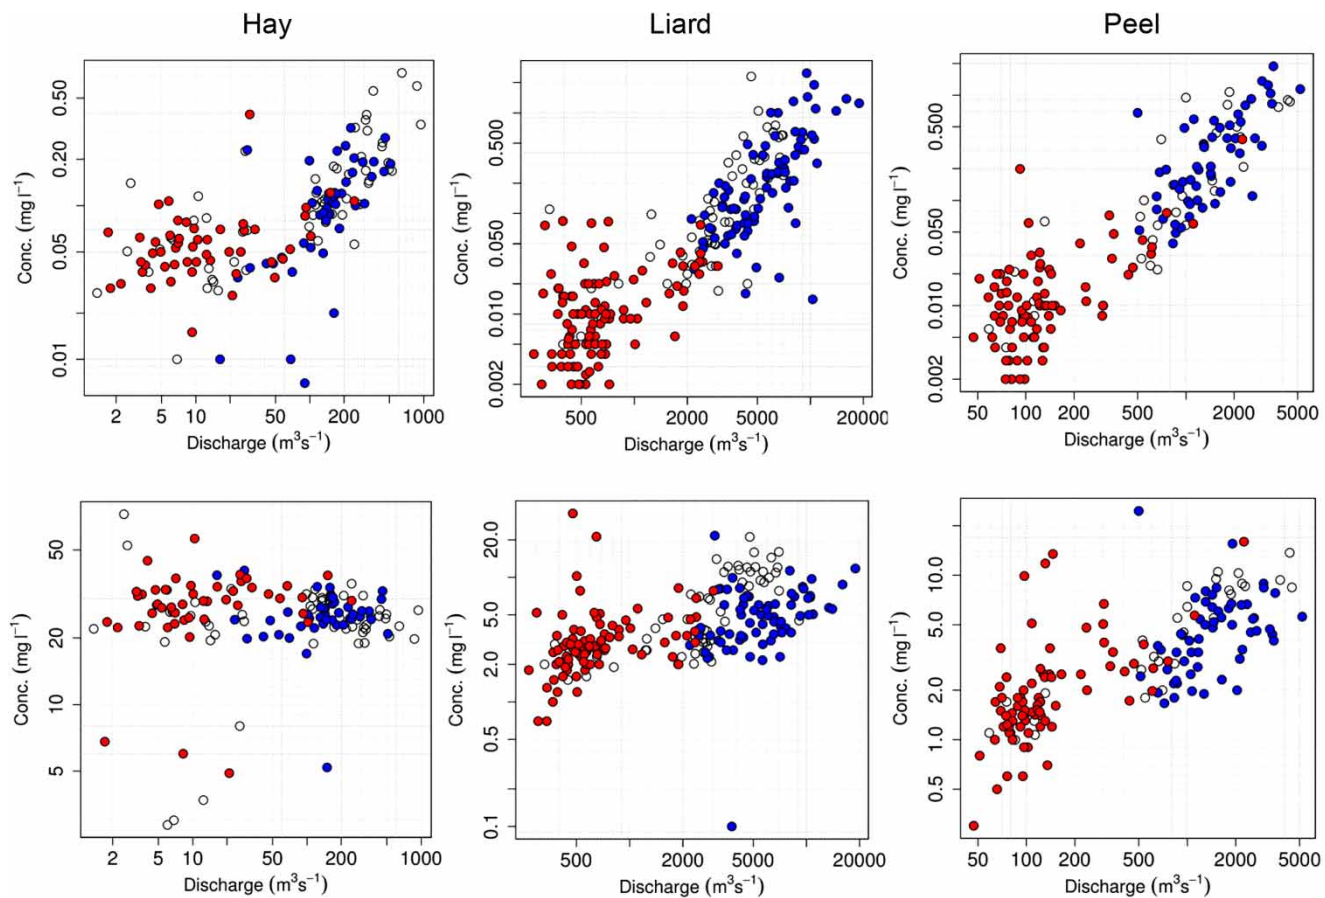 Hay Liard Peel
Conc. (mg l⁻¹)
0.50
0.20
0.05
0.01
2 5 10 50 200 1000
Discharge (m³s⁻¹)
Conc. (mg l⁻¹)
0.500
0.050
0.010
0.002
500 2000 5000 20000
Discharge (m³s⁻¹)
Conc. (mg l⁻¹)
0.500
0.050
0.010
0.002
50 100 200 500 2000 5000
Discharge (m³s⁻¹)
Conc. (mg l⁻¹)
50
20
10
5
2 5 10 50 200 1000
Discharge (m³s⁻¹)
Conc. (mg l⁻¹)
20.0
5.0
2.0
0.5
0.1
500 2000 5000 20000
Discharge (m³s⁻¹)
Conc. (mg l⁻¹)
10.0
5.0
2.0
1.0
0.5
50 100 200 500 2000 5000
Discharge (m³s⁻¹)